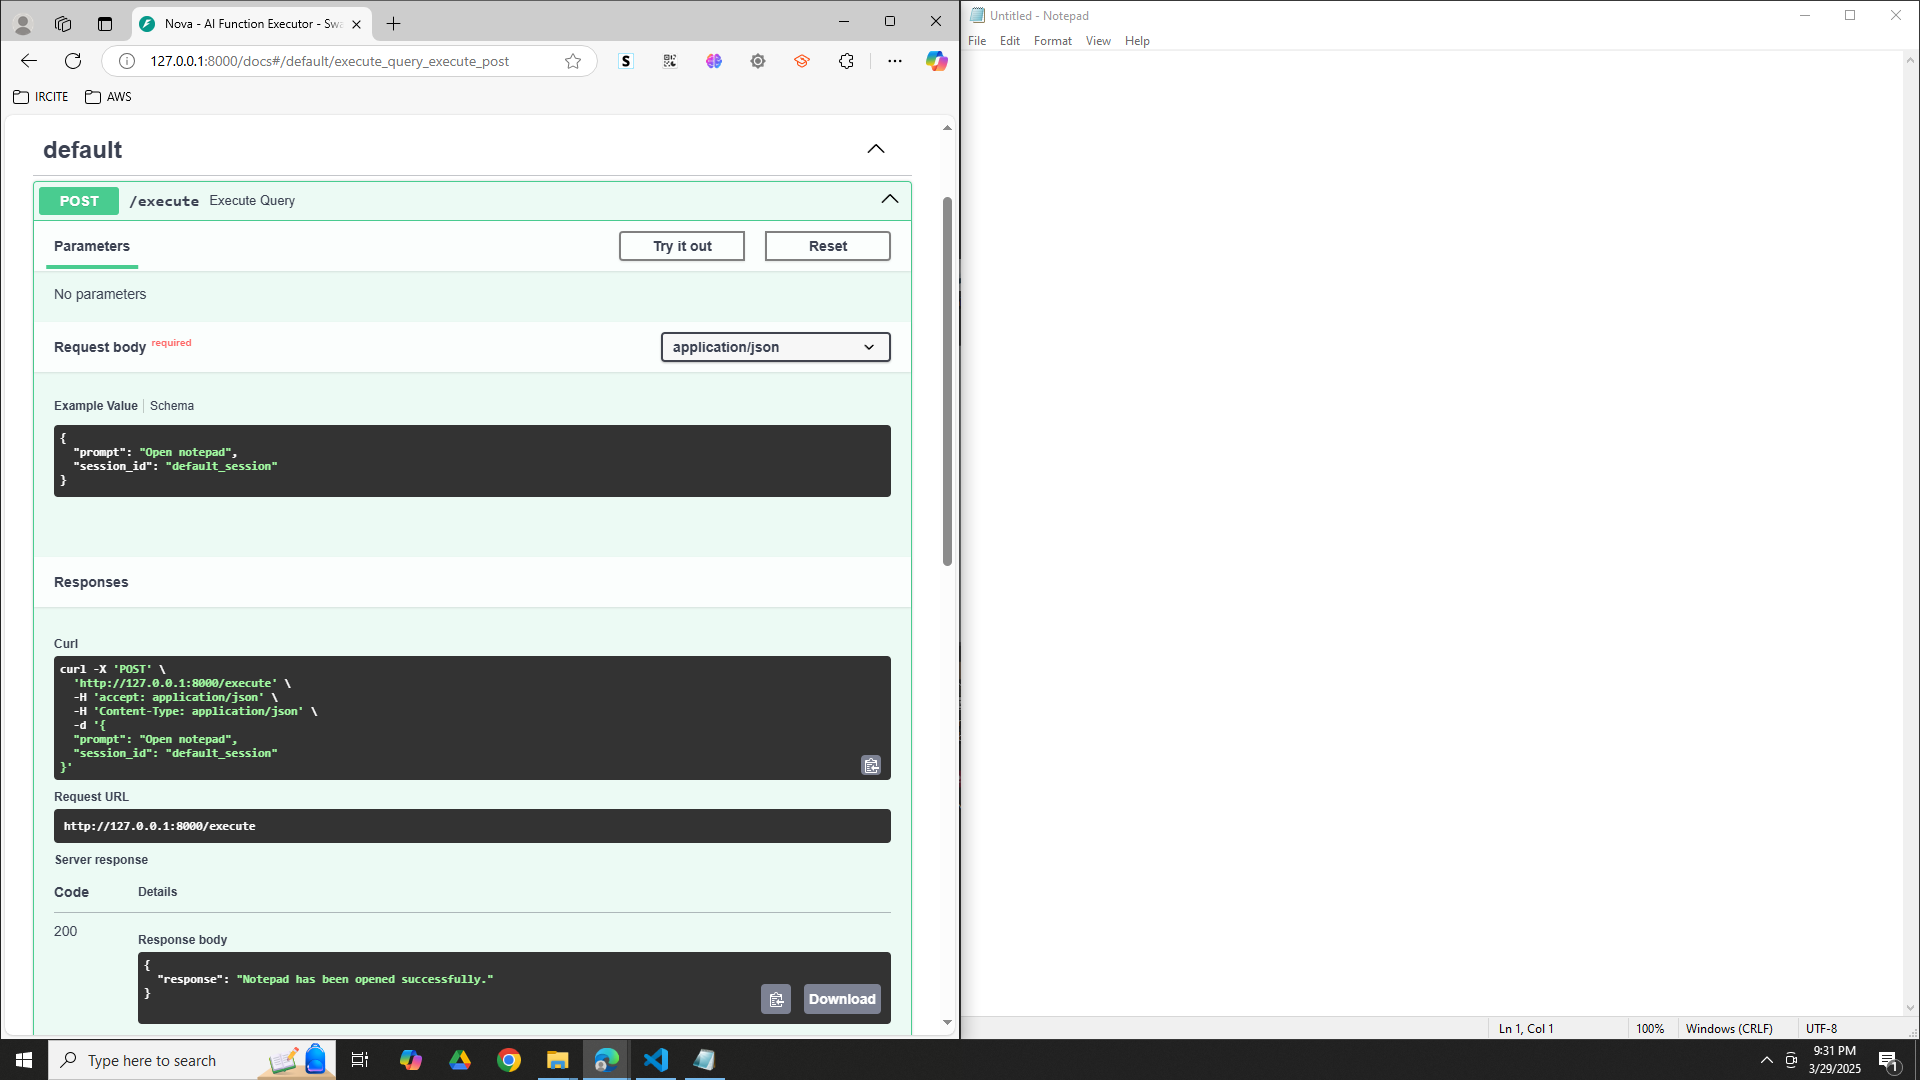 Nova - AI Function Executor - Swa
127.0.0.1:8000/docs#/default/execute_query_execute_post
S
IRCITE
AWS
default
POST
/execute
Execute Query
Parameters
Try it out
Reset
No parameters
Request body required
application/json
Example Value
Schema
{
"prompt": "Open notepad",
"session_id": "default_session"
}
Responses
Curl
curl -X 'POST' \
'http://127.0.0.1:8000/execute' \
-H 'accept: application/json' \
-H 'Content-Type: application/json' \
-d '{
"prompt": "Open notepad",
"session_id": "default_session"
}'
Request URL
http://127.0.0.1:8000/execute
Server response
Code
Details
200
Response body
{
"response": "Notepad has been opened successfully."
}
Download
Untitled - Notepad
File
Edit
Format
View
Help
Ln 1, Col 1
100%
Windows (CRLF)
UTF-8
Type here to search
9:31 PM
3/29/2025
1